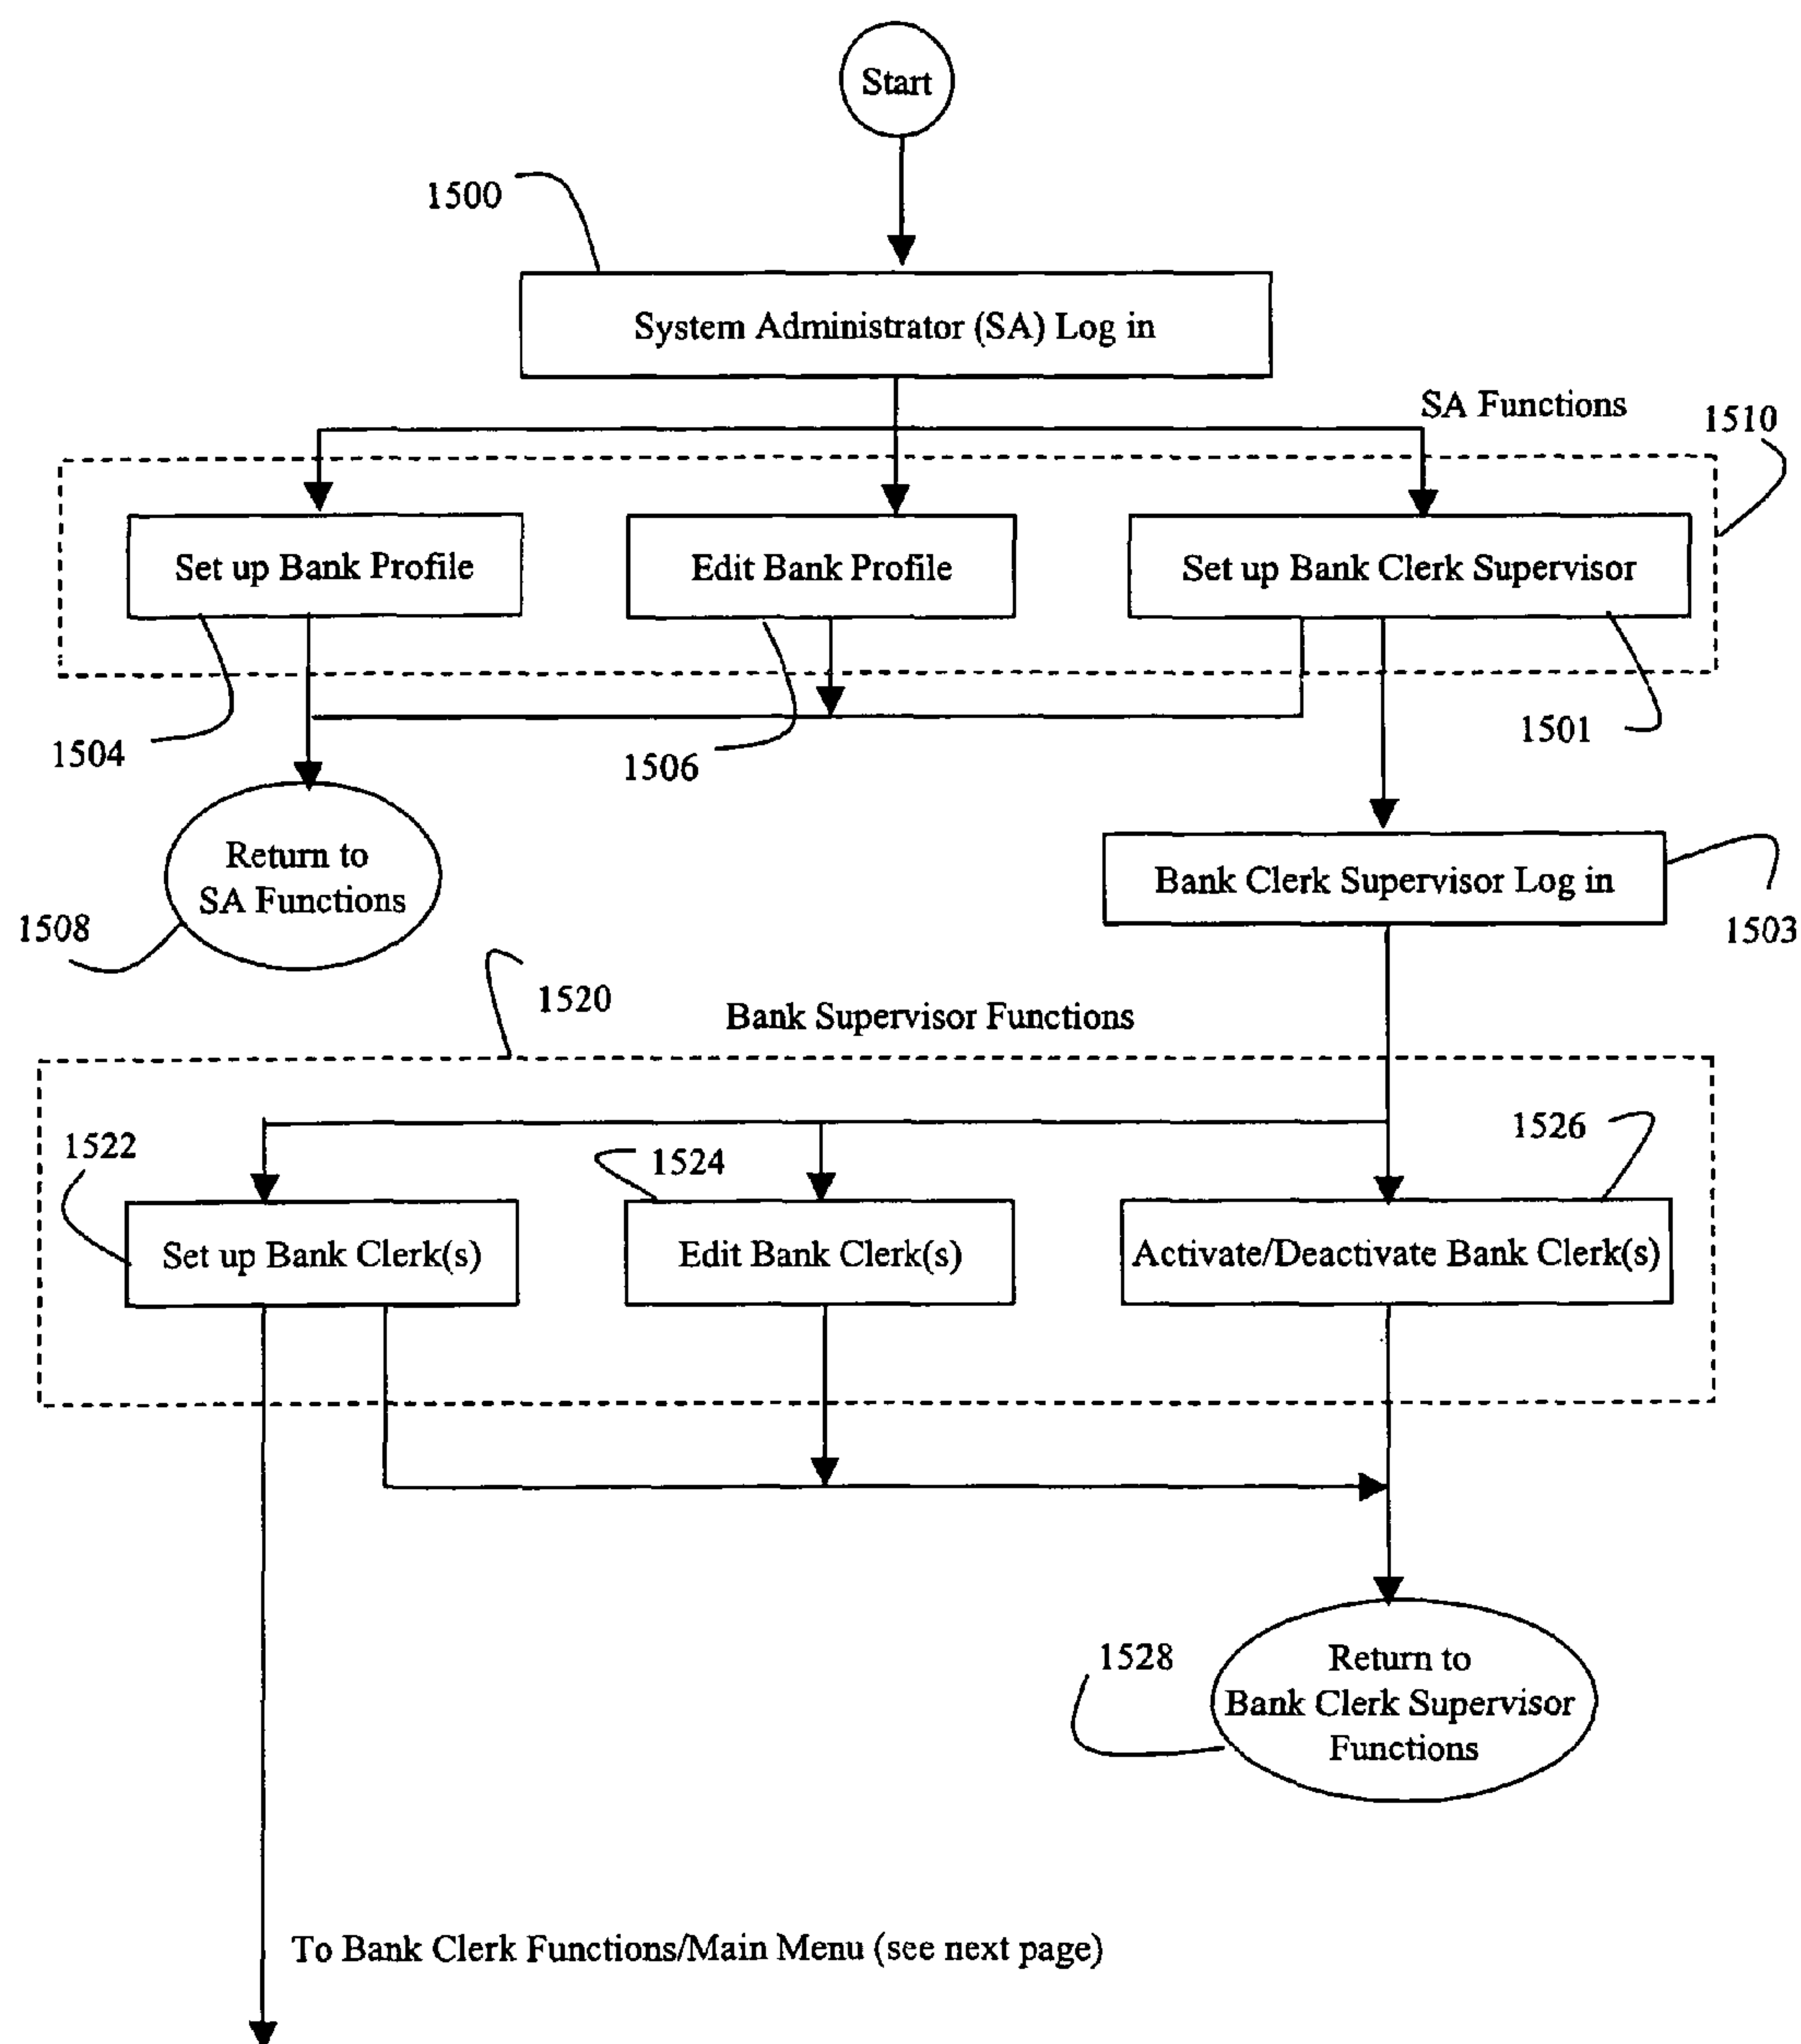 Start
1500
System Administrator (SA) Log in
SA Functions
1510
Set up Bank Profile
Edit Bank Profile
Set up Bank Clerk Supervisor
1504
1506
1501
Return to
SA Functions
1508
Bank Clerk Supervisor Log in
1503
1520
Bank Supervisor Functions
1522
1524
1526
Set up Bank Clerk(s)
Edit Bank Clerk(s)
Activate/Deactivate Bank Clerk(s)
1528
Return to
Bank Clerk Supervisor
Functions
To Bank Clerk Functions/Main Menu (see next page)